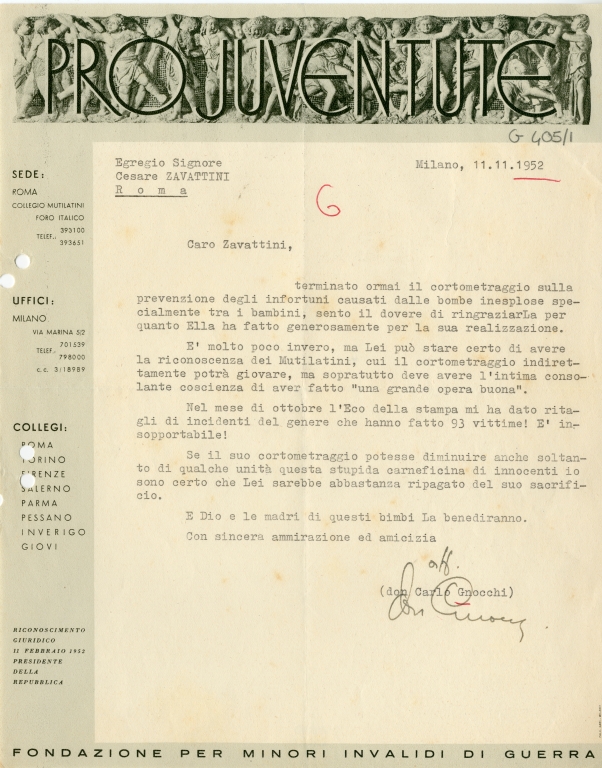 PRO JUVENTUTE
G 405/1
SEDE:
ROMA
COLLEGIO MUTILATINI
FORO ITALICO
TELEF. 393100
393651
UFFICI:
MILANO
VIA MARINA 5/2
TELEF. 701539
798000
c. c. 3/18989
COLLEGI:
ROMA
TORINO
FIRENZE
SALERNO
PARMA
PESSANO
INVERIGO
GIOVI
RICONOSCIMENTO
GIURIDICO
11 FEBBRAIO 1952
PRESIDENTE
DELLA
REPUBBLICA
Egregio Signore
Cesare ZAVATTINI
R o m a
Milano, 11.11.1952
6
Caro Zavattini,
terminato ormai il cortometraggio sulla
prevenzione degli infortuni causati dalle bombe inesplose spe-
cialmente tra i bambini, sento il dovere di ringraziarLa per
quanto Ella ha fatto generosamente per la sua realizzazione.
E' molto poco invero, ma Lei può stare certo di avere
la riconoscenza dei Mutilatini, cui il cortometraggio indiret-
tamente potrà giovare, ma sopratutto deve avere l'intima conso-
lante coscienza di aver fatto "una grande opera buona".
Nel mese di ottobre l'Eco della stampa mi ha dato rita-
gli di incidenti del genere che hanno fatto 93 vittime! E' in-
sopportabile!
Se il suo cortometraggio potesse diminuire anche soltan-
to di qualche unità questa stupida carneficina di innocenti io
sono certo che Lei sarebbe abbastanza ripagato del suo sacrifi-
cio.
E Dio e le madri di questi bimbi La benediranno.
Con sincera ammirazione ed amicizia
aff.
(don Carlo Gnocchi)
don Gnocchi
FONDAZIONE PER MINORI INVALIDI DI GUERRA